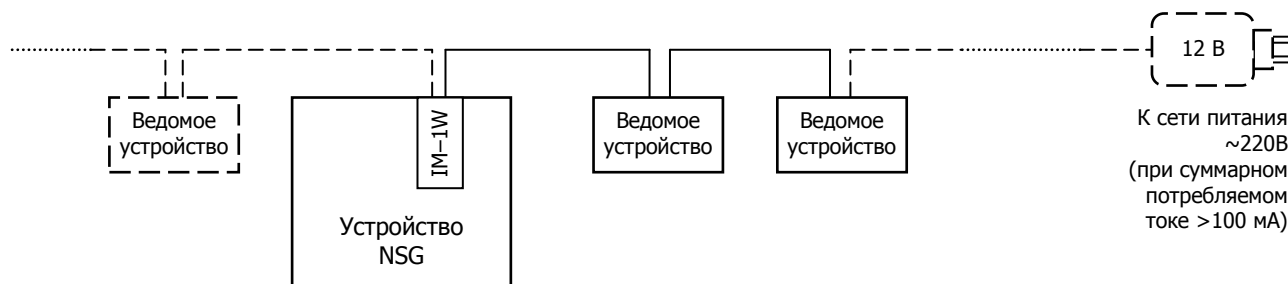 12 В
Ведомое
устройство
IM–1W
Ведомое
устройство
Ведомое
устройство
К сети питания
~220В
(при суммарном
потребляемом
токе >100 мА)
Устройство
NSG